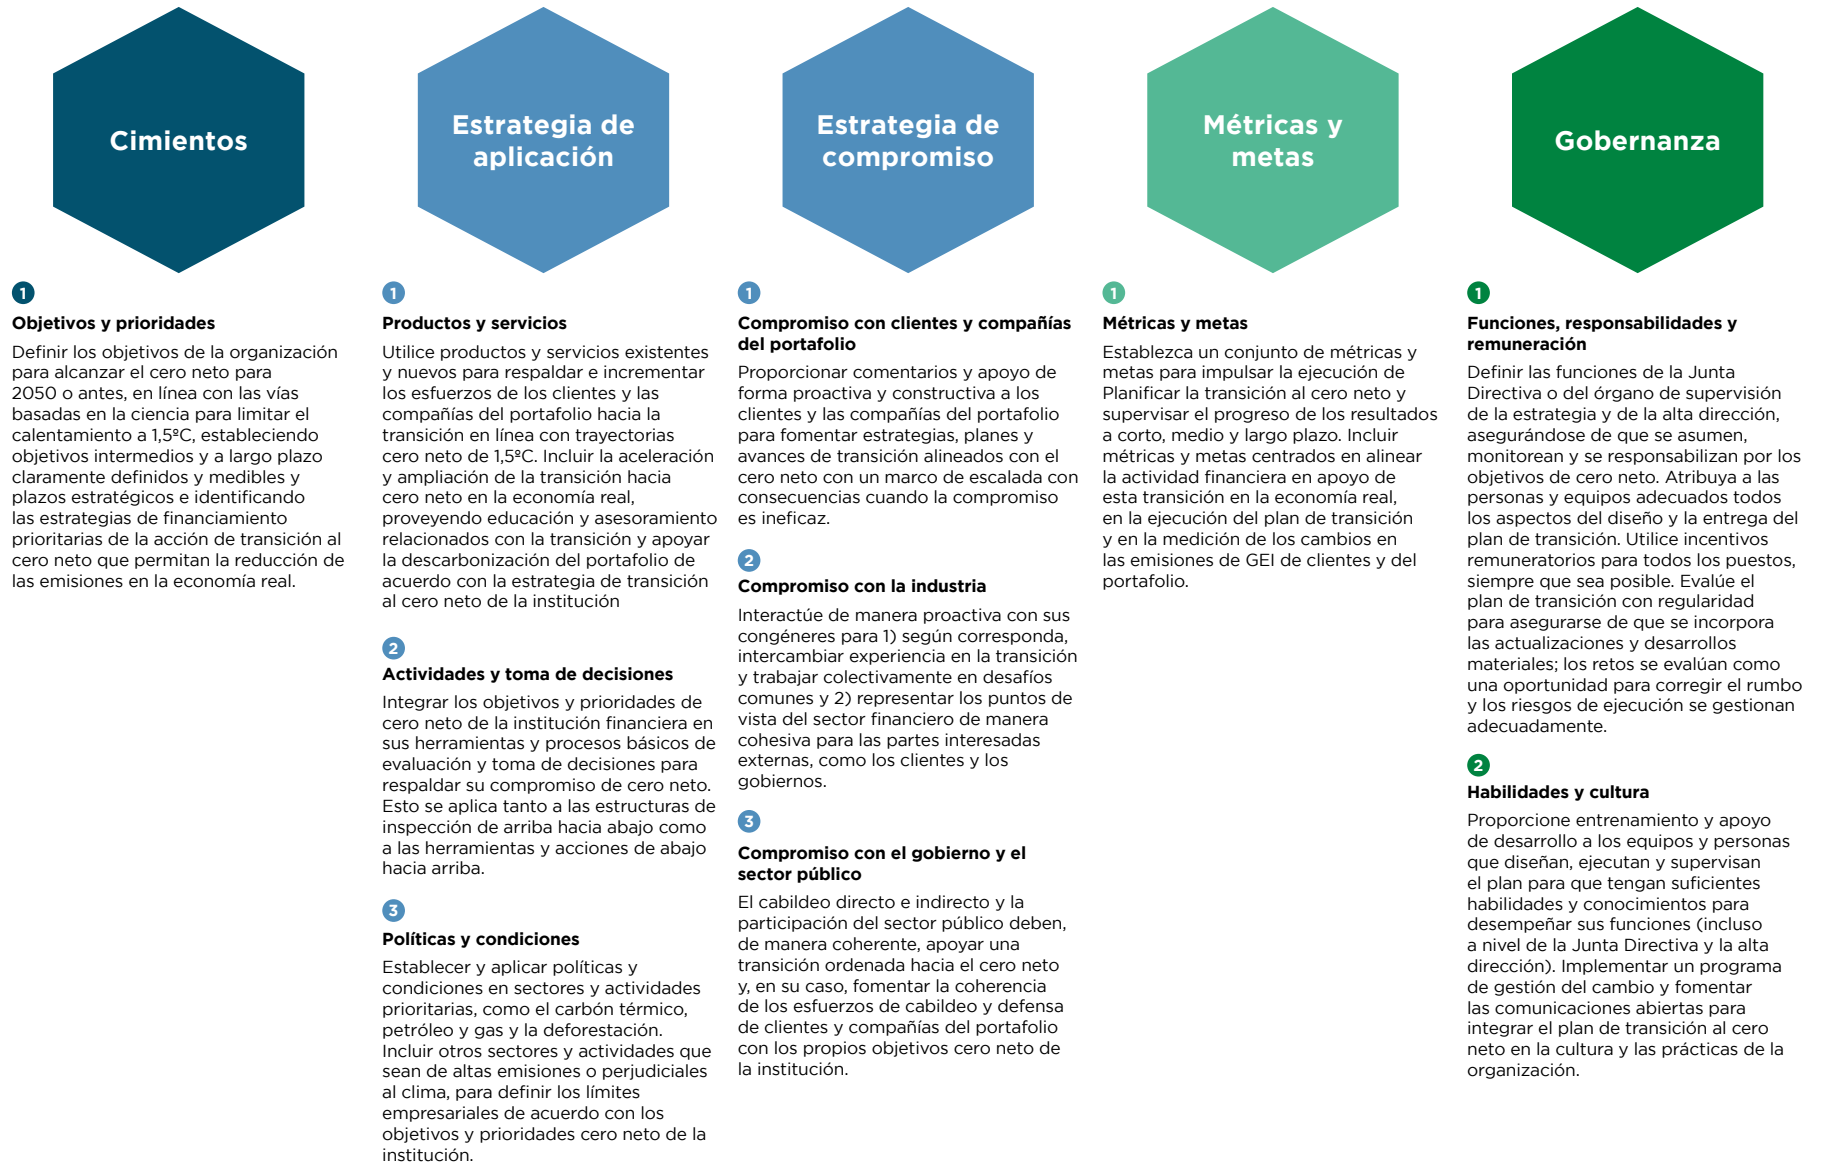 Cimientos
1
Objetivos y prioridades
Definir los objetivos de la organización
para alcanzar el cero neto para
2050 o antes, en línea con las vías
basadas en la ciencia para limitar el
calentamiento a 1,5ºC, estableciendo
objetivos intermedios y a largo plazo
claramente definidos y medibles y
plazos estratégicos e identificando
las estrategias de financiamiento
prioritarias de la acción de transición al
cero neto que permitan la reducción de
las emisiones en la economía real.
Estrategia de
aplicación
1
Productos y servicios
Utilice productos y servicios existentes
y nuevos para respaldar e incrementar
los esfuerzos de los clientes y las
compañías del portafolio hacia la
transición en línea con trayectorias
cero neto de 1,5ºC. Incluir la aceleración
y ampliación de la transición hacia
cero neto en la economía real,
proveyendo educación y asesoramiento
relacionados con la transición y apoyar
la descarbonización del portafolio de
acuerdo con la estrategia de transición
al cero neto de la institución
2
Actividades y toma de decisiones
Integrar los objetivos y prioridades de
cero neto de la institución financiera en
sus herramientas y procesos básicos de
evaluación y toma de decisiones para
respaldar su compromiso de cero neto.
Esto se aplica tanto a las estructuras de
inspección de arriba hacia abajo como
a las herramientas y acciones de abajo
hacia arriba.
3
Políticas y condiciones
Establecer y aplicar políticas y
condiciones en sectores y actividades
prioritarias, como el carbón térmico,
petróleo y gas y la deforestación.
Incluir otros sectores y actividades que
sean de altas emisiones o perjudiciales
al clima, para definir los límites
empresariales de acuerdo con los
objetivos y prioridades cero neto de la
institución.
Estrategia de
compromiso
1
Compromiso con clientes y compañías
del portafolio
Proporcionar comentarios y apoyo de
forma proactiva y constructiva a los
clientes y las compañías del portafolio
para fomentar estrategias, planes y
avances de transición alineados con el
cero neto con un marco de escalada con
consecuencias cuando la compromiso
es ineficaz.
2
Compromiso con la industria
Interactúe de manera proactiva con sus
congéneres para 1) según corresponda,
intercambiar experiencia en la transición
y trabajar colectivamente en desafíos
comunes y 2) representar los puntos de
vista del sector financiero de manera
cohesiva para las partes interesadas
externas, como los clientes y los
gobiernos.
3
Compromiso con el gobierno y el
sector público
El cabildeo directo e indirecto y la
participación del sector público deben,
de manera coherente, apoyar una
transición ordenada hacia el cero neto
y, en su caso, fomentar la coherencia
de los esfuerzos de cabildeo y defensa
de clientes y compañías del portafolio
con los propios objetivos cero neto de
la institución.
Métricas y
metas
1
Métricas y metas
Establezca un conjunto de métricas y
metas para impulsar la ejecución de
Planificar la transición al cero neto y
supervisar el progreso de los resultados
a corto, medio y largo plazo. Incluir
métricas y metas centrados en alinear
la actividad financiera en apoyo de
esta transición en la economía real,
en la ejecución del plan de transición
y en la medición de los cambios en
las emisiones de GEI de clientes y del
portafolio.
Gobernanza
1
Funciones, responsabilidades y
remuneración
Definir las funciones de la Junta
Directiva o del órgano de supervisión
de la estrategia y de la alta dirección,
asegurándose de que se asumen,
monitorean y se responsabilizan por los
objetivos de cero neto. Atribuya a las
personas y equipos adecuados todos
los aspectos del diseño y la entrega del
plan de transición. Utilice incentivos
remuneratorios para todos los puestos,
siempre que sea posible. Evalúe el
plan de transición con regularidad
para asegurarse de que se incorpora
las actualizaciones y desarrollos
materiales; los retos se evalúan como
una oportunidad para corregir el rumbo
y los riesgos de ejecución se gestionan
adecuadamente.
2
Habilidades y cultura
Proporcione entrenamiento y apoyo
de desarrollo a los equipos y personas
que diseñan, ejecutan y supervisan
el plan para que tengan suficientes
habilidades y conocimientos para
desempeñar sus funciones (incluso
a nivel de la Junta Directiva y la alta
dirección). Implementar un programa
de gestión del cambio y fomentar
las comunicaciones abiertas para
integrar el plan de transición al cero
neto en la cultura y las prácticas de la
organización.